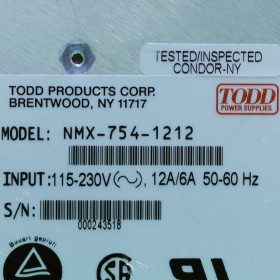 TESTED/INSPECTED
CONDOR-NY
TODD PRODUCTS CORP.
BRENTWOOD, NY 11717
TODD
POWER SUPPLIES
MODEL: NMX-754-1212
INPUT: 115-230V(~), 12A/6A 50-60 Hz
S/N:
000243518